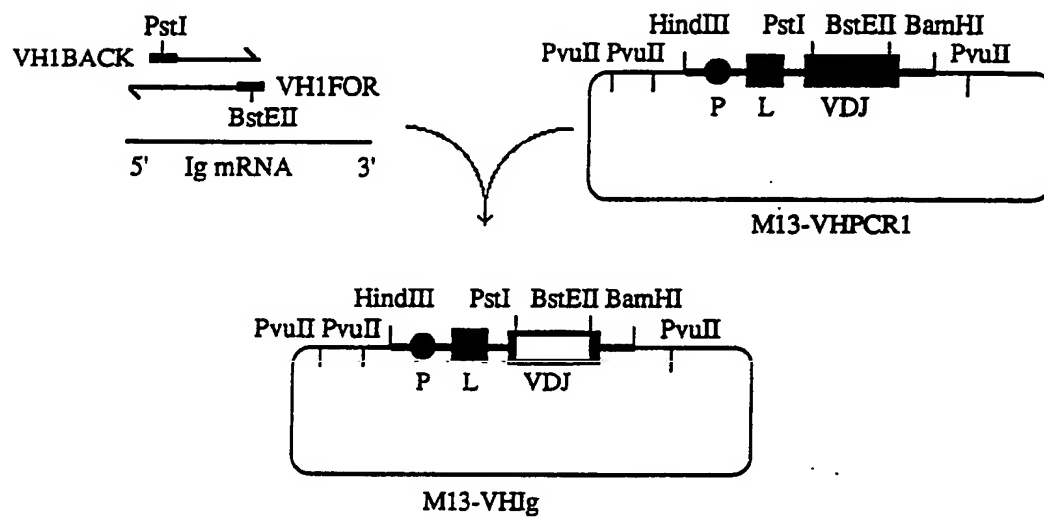 PstI
VH1BACK
VH1FOR
BstEII
5' Ig mRNA 3'
HindIII PstI BstEII BamHI
PvuII PvuII PvuII
P L VDJ
M13-VHPCR1
HindIII PstI BstEII BamHI
PvuII PvuII PvuII
P L VDJ
M13-VHIg